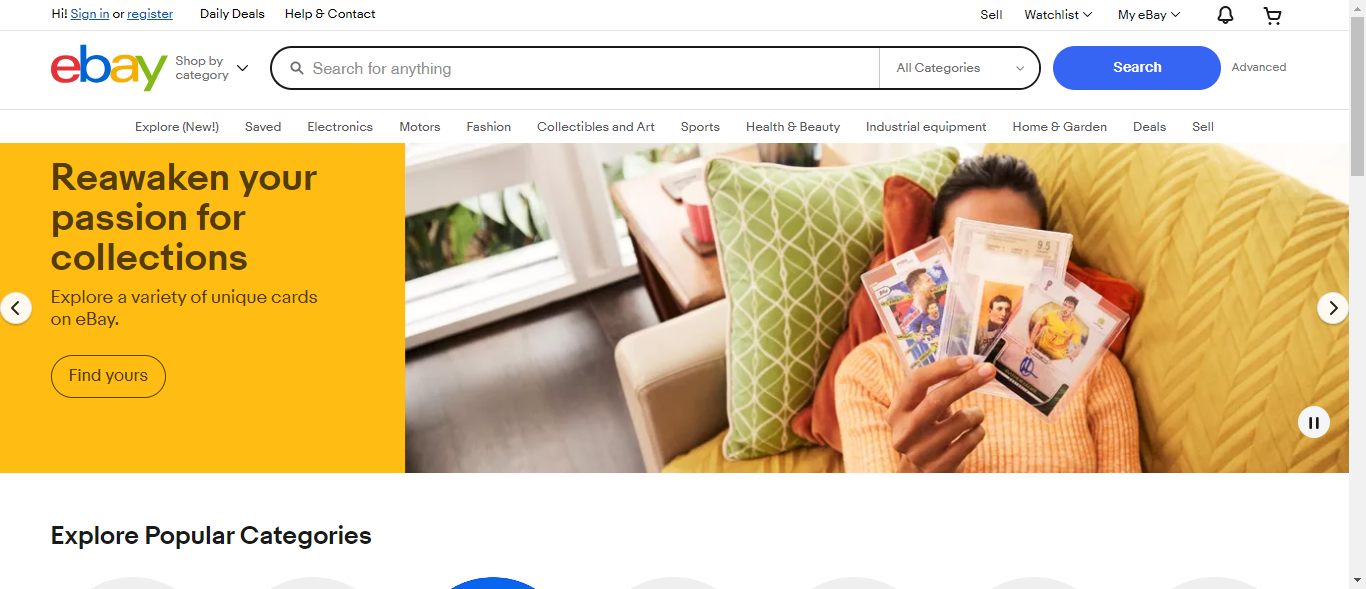 Hi! Sign in or register Daily Deals Help & Contact Sell Watchlist My eBay
ebay
Shop by
category
Search for anything
All Categories
Search
Advanced
Explore (New!) Saved Electronics Motors Fashion Collectibles and Art Sports Health & Beauty Industrial equipment Home & Garden Deals Sell
Reawaken your
passion for
collections
Explore a variety of unique cards
on eBay.
Find yours
9.5
Explore Popular Categories